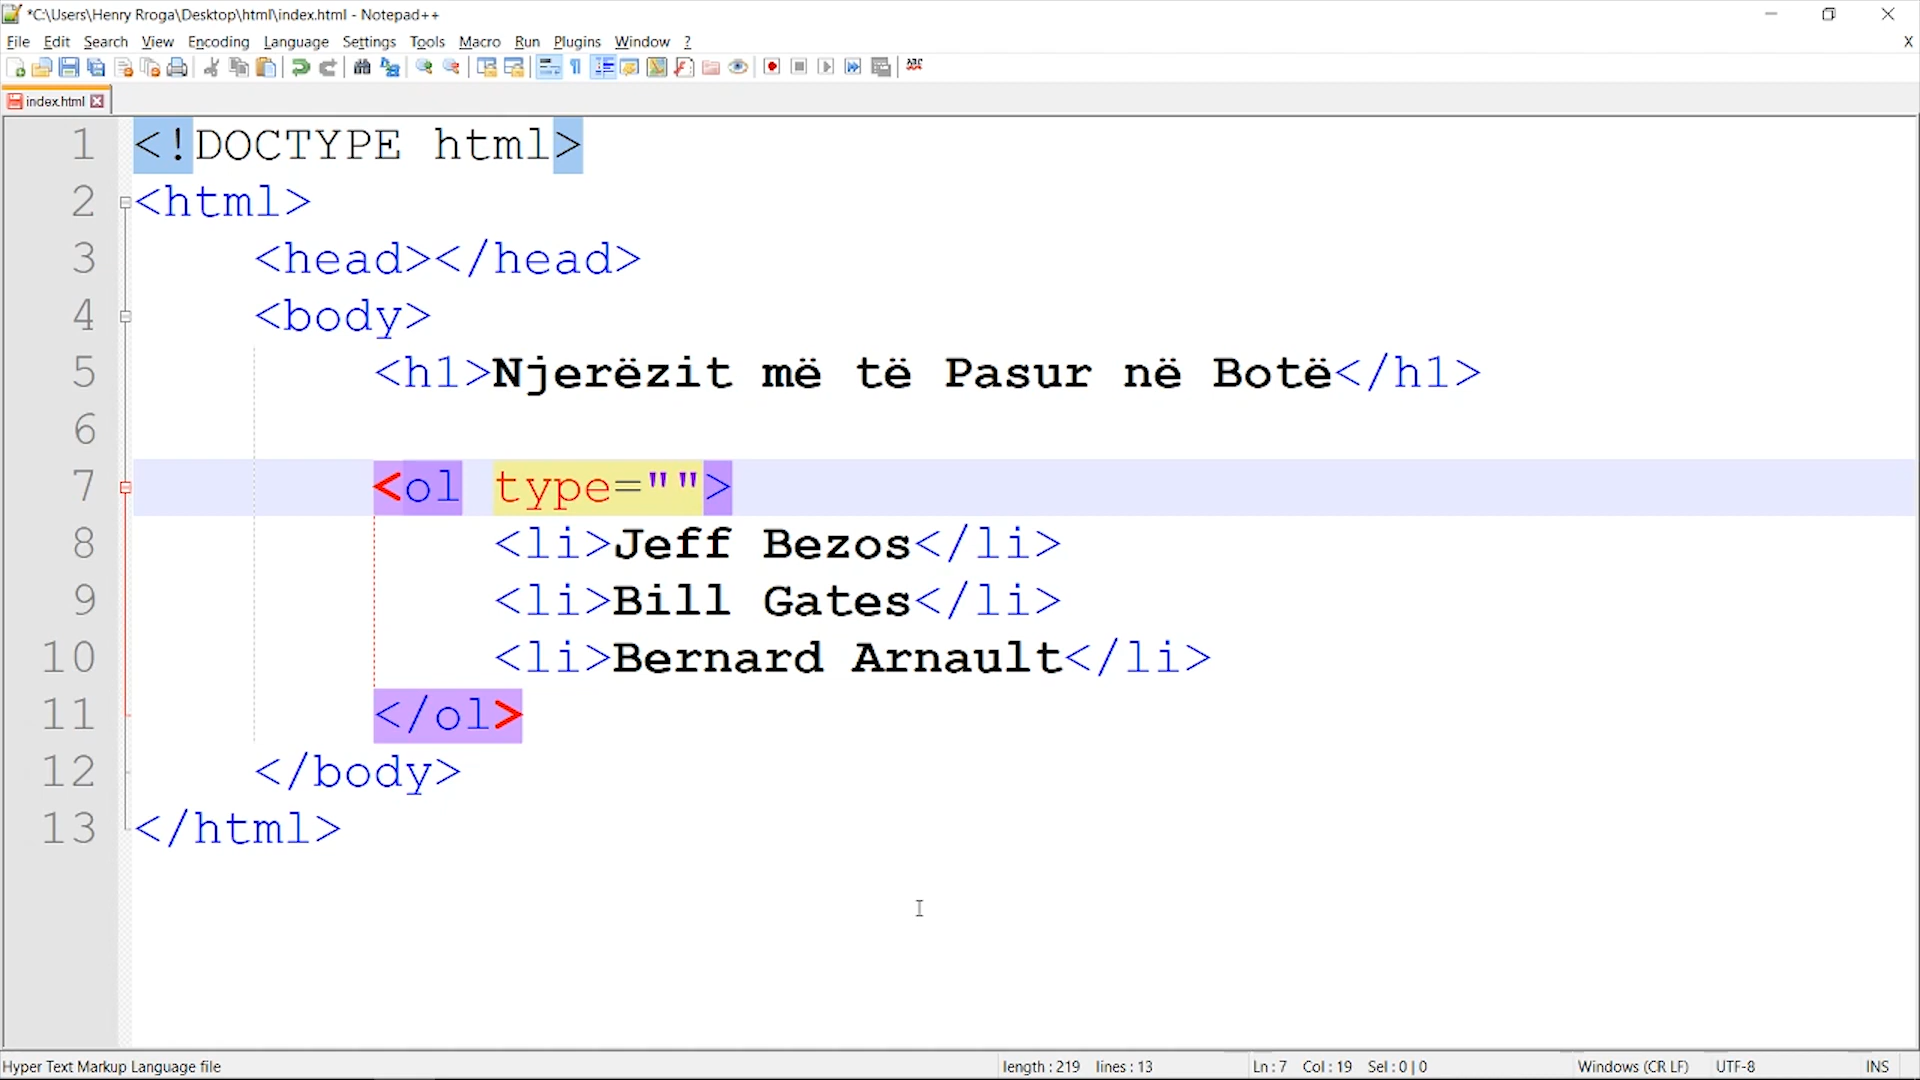 *C:\Users\Henry Rroga\Desktop\html\index.html - Notepad++
File Edit Search View Encoding Language Settings Tools Macro Run Plugins Window ? X
index.html
1 <!DOCTYPE html>
2 <html>
3 <head></head>
4 <body>
5 <h1>Njerëzit më të Pasur në Botë</h1>
6
7 <ol type="">
8 <li>Jeff Bezos</li>
9 <li>Bill Gates</li>
10 <li>Bernard Arnault</li>
11 </ol>
12 </body>
13 </html>
Hyper Text Markup Language file length : 219 lines : 13 Ln : 7 Col : 19 Sel : 0 | 0 Windows (CR LF) UTF-8 INS